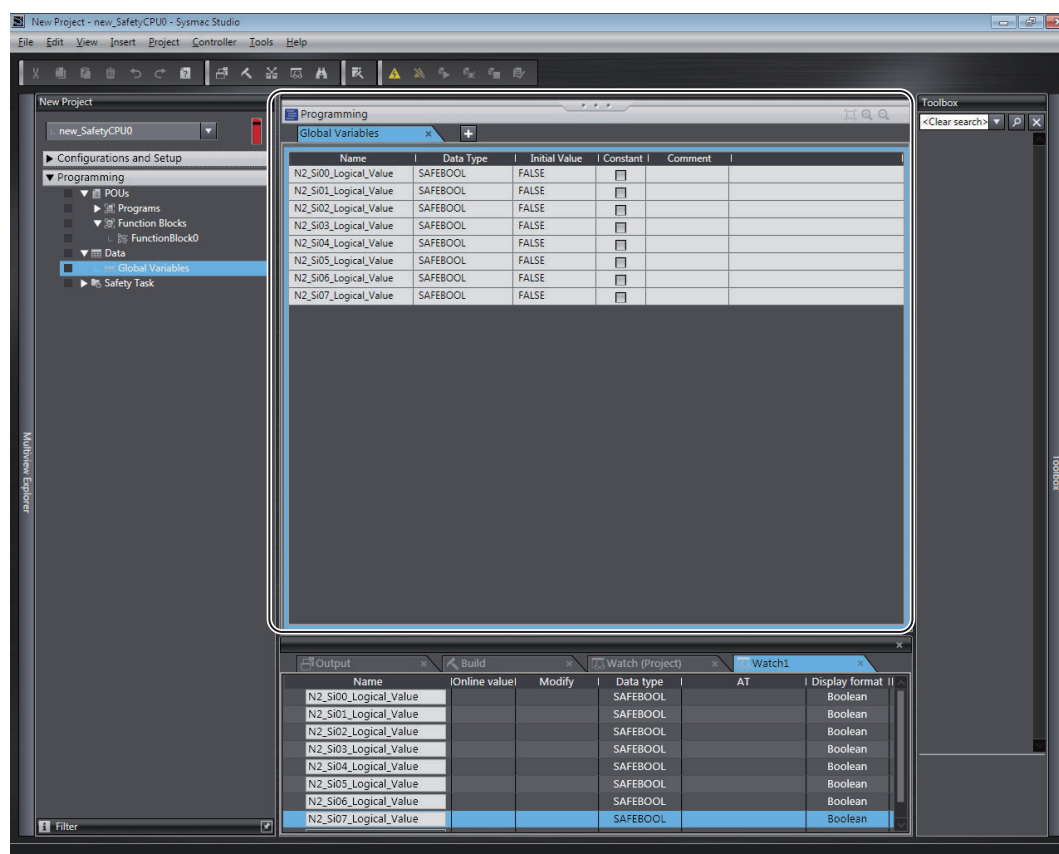 New Project - new_SafetyCPU0 - Sysmac Studio
File Edit View Insert Project Controller Tools Help
New Project
new_SafetyCPU0
Configurations and Setup
Programming
POUs
Programs
Function Blocks
FunctionBlock0
Data
Global Variables
Safety Task
Filter
Multiview Explorer
Programming
Global Variables
Name Data Type Initial Value Constant Comment
N2_Si00_Logical_Value SAFEBOOL FALSE
N2_Si01_Logical_Value SAFEBOOL FALSE
N2_Si02_Logical_Value SAFEBOOL FALSE
N2_Si03_Logical_Value SAFEBOOL FALSE
N2_Si04_Logical_Value SAFEBOOL FALSE
N2_Si05_Logical_Value SAFEBOOL FALSE
N2_Si06_Logical_Value SAFEBOOL FALSE
N2_Si07_Logical_Value SAFEBOOL FALSE
Output Build Watch (Project) Watch1
Name Online value Modify Data type AT Display format
N2_Si00_Logical_Value SAFEBOOL Boolean
N2_Si01_Logical_Value SAFEBOOL Boolean
N2_Si02_Logical_Value SAFEBOOL Boolean
N2_Si03_Logical_Value SAFEBOOL Boolean
N2_Si04_Logical_Value SAFEBOOL Boolean
N2_Si05_Logical_Value SAFEBOOL Boolean
N2_Si06_Logical_Value SAFEBOOL Boolean
N2_Si07_Logical_Value SAFEBOOL Boolean
Toolbox
<Clear search>
Toolbox